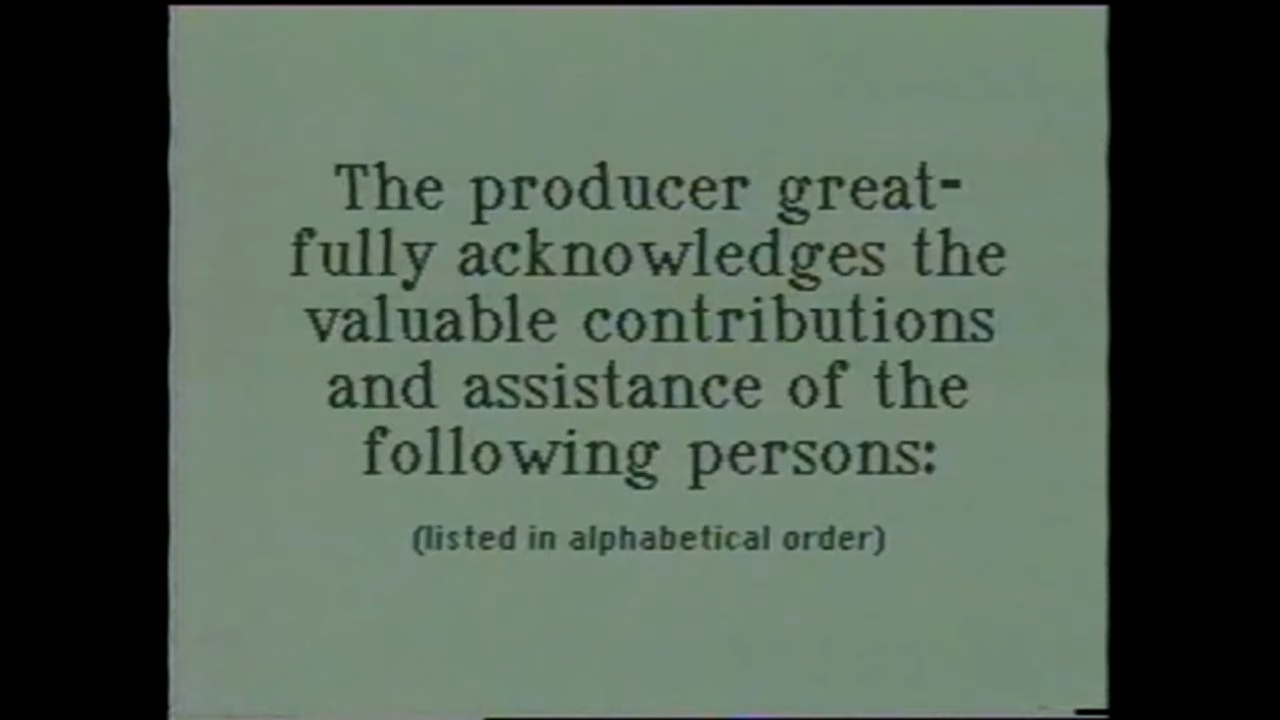 The producer great-
fully acknowledges the
valuable contributions
and assistance of the
following persons:
(listed in alphabetical order)